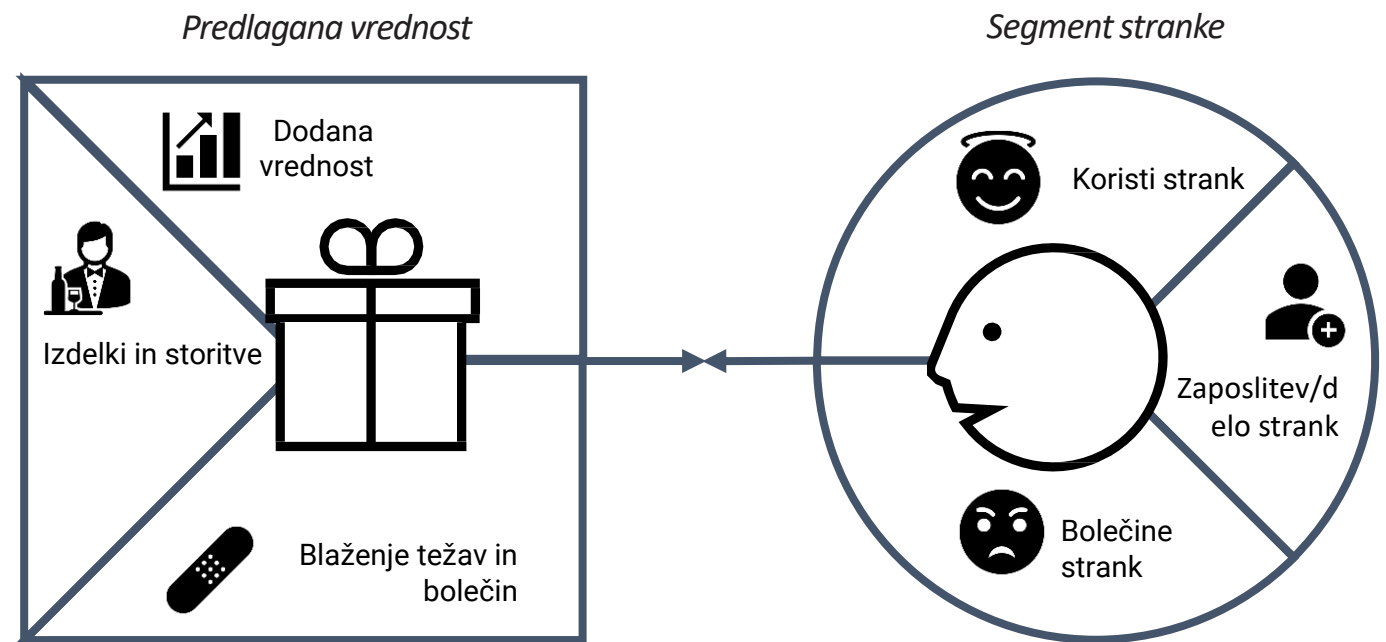 Predlagana vrednost
Segment stranke
Dodana
vrednost
Izdelki in storitve
Blaženje težav in
bolečin
Koristi strank
Zaposlitev/d
elo strank
Bolečine
strank